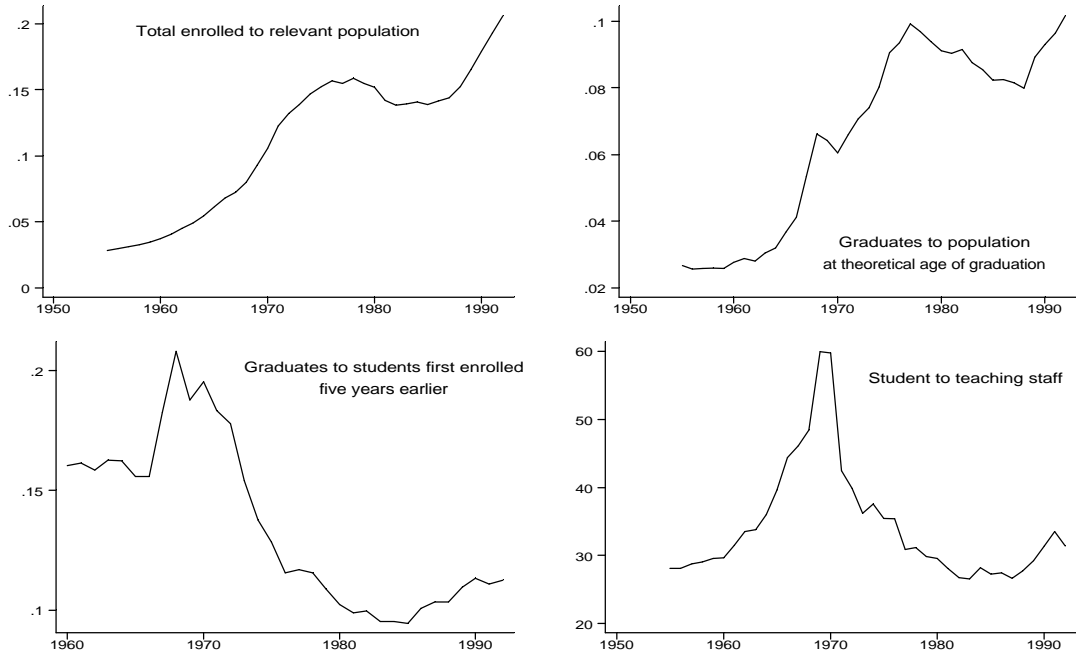 Total enrolled to relevant population
.2
.15
.1
.05
0
1950 1960 1970 1980 1990
.1
.08
.06
.04
.02
Graduates to population
at theoretical age of graduation
1950 1960 1970 1980 1990
Graduates to students first enrolled
five years earlier
.2
.15
.1
1960 1970 1980 1990
Student to teaching staff
60
50
40
30
20
1950 1960 1970 1980 1990